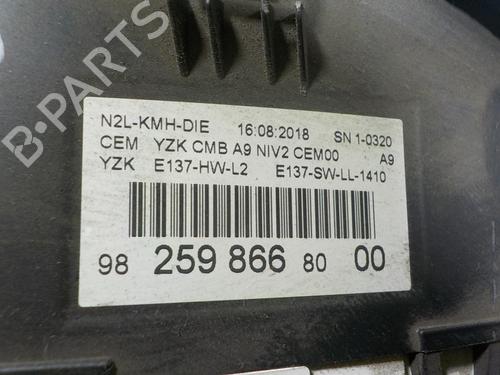 N2L-KMH-DIE 16:08:2018 SN 1-0320
CEM YZK CMB A9 NIV2 CEM00 A9
YZK E137-HW-L2 E137-SW-LL-1410
98 259 866 80 00
B-PARTS